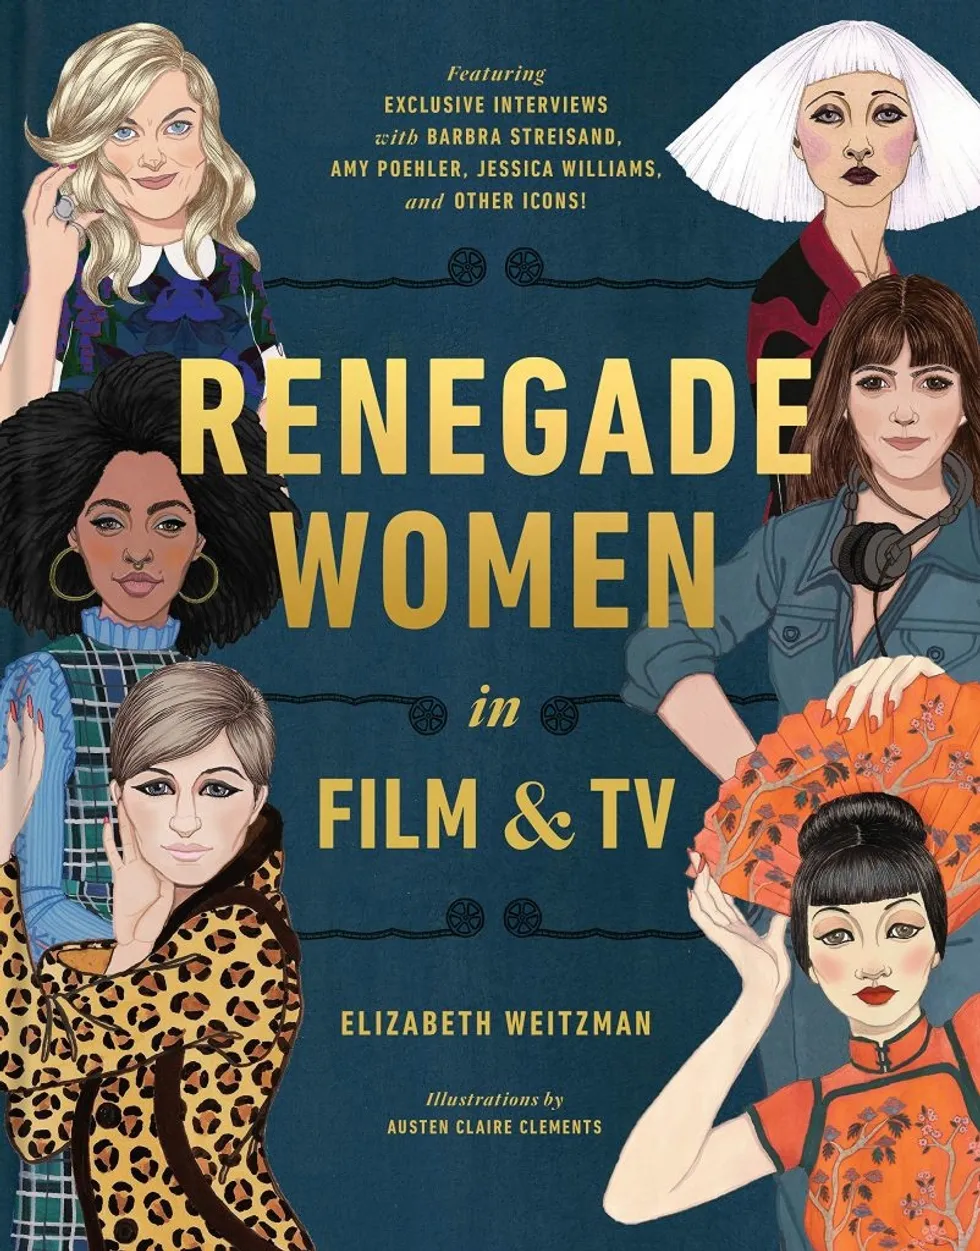 Featuring
EXCLUSIVE INTERVIEWS
with BARBRA STREISAND,
AMY POEHLER, JESSICA WILLIAMS,
and OTHER ICONS!
RENEGADE
WOMEN
in
FILM & TV
ELIZABETH WEITZMAN
Illustrations by
AUSTEN CLAIRE CLEMENTS